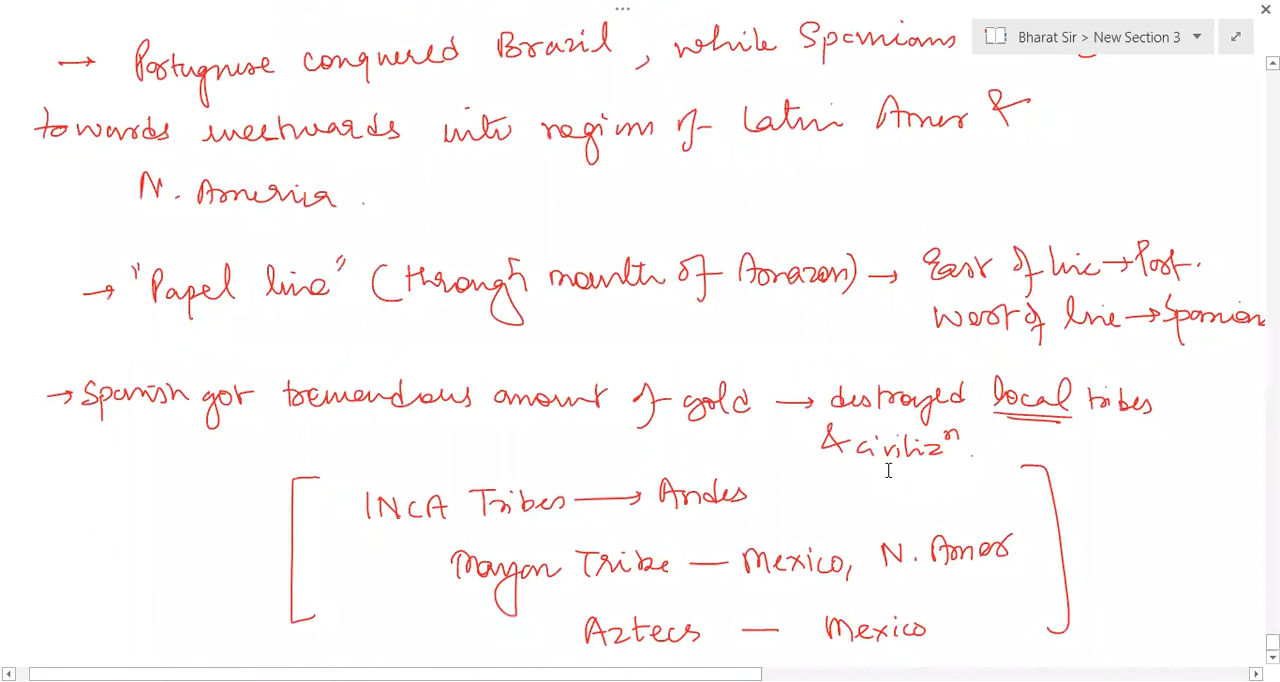 Bharat Sir > New Section 3
→ Portuguese conquered Brazil, while Spaniards
towards westwards into region of Latin Amer &
N. America.
→ "Papel line" (through mouth of Amazon) → East of line → Port.
West of line → Spanion
→ Spanish got tremendous amount of gold → destroyed local tribes
& civilizn.
INCA Tribes → Andes
Mayan Tribe — Mexico, N. Amer
Aztecs — Mexico